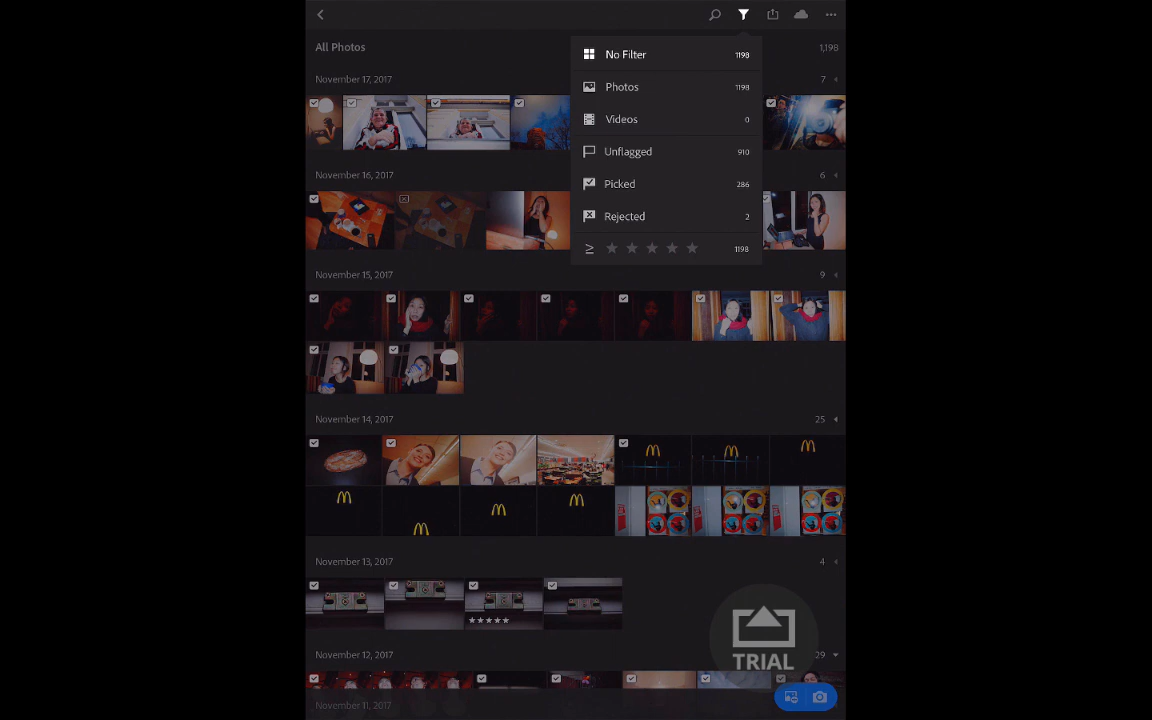 All Photos 1,198
No Filter 1198
November 17, 2017 7
Photos 1198
Videos 0
Unflagged 910
November 16, 2017 6
Picked 286
Rejected 2
≥ ★ ★ ★ ★ ★ 1198
November 15, 2017 9
November 14, 2017 25
November 13, 2017 4
★★★★★
TRIAL
November 12, 2017 29
November 11, 2017